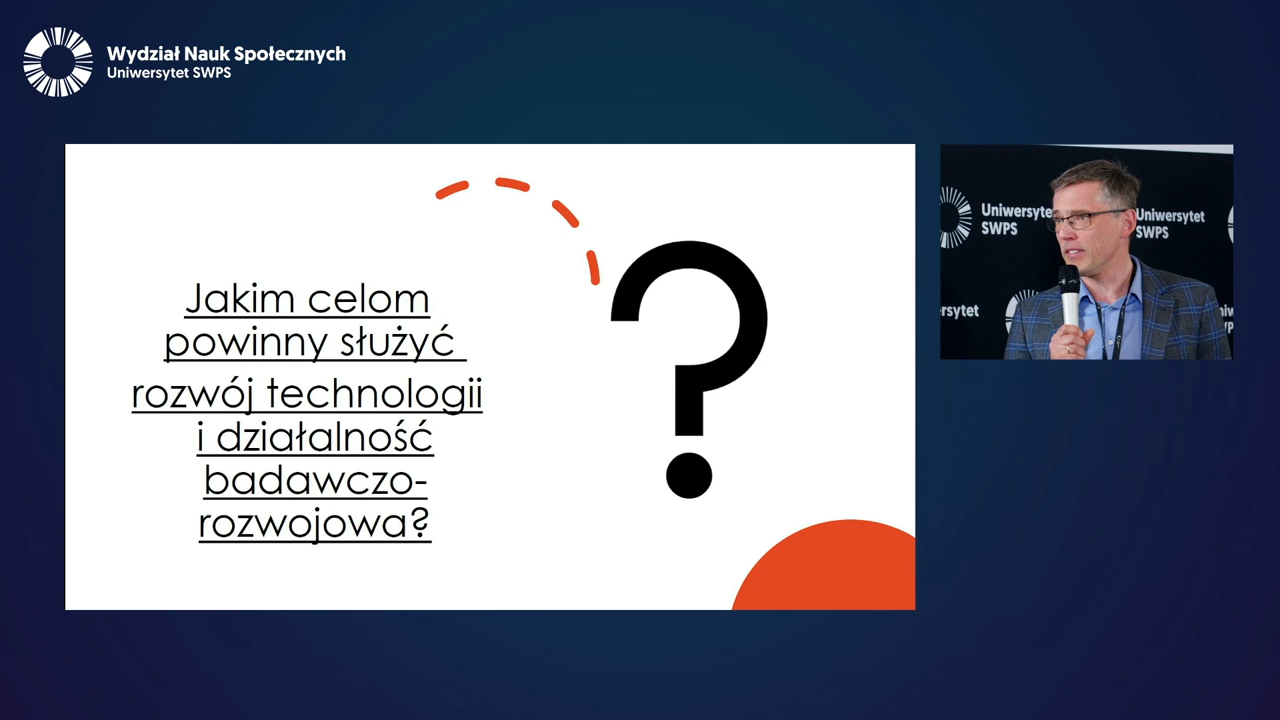 Wydział Nauk Społecznych
Uniwersytet SWPS
Jakim celom
powinny służyć
rozwój technologii
i działalność
badawczo-
rozwojowa?
?
Uniwersytet
SWPS
Uniwersytet
SWPS